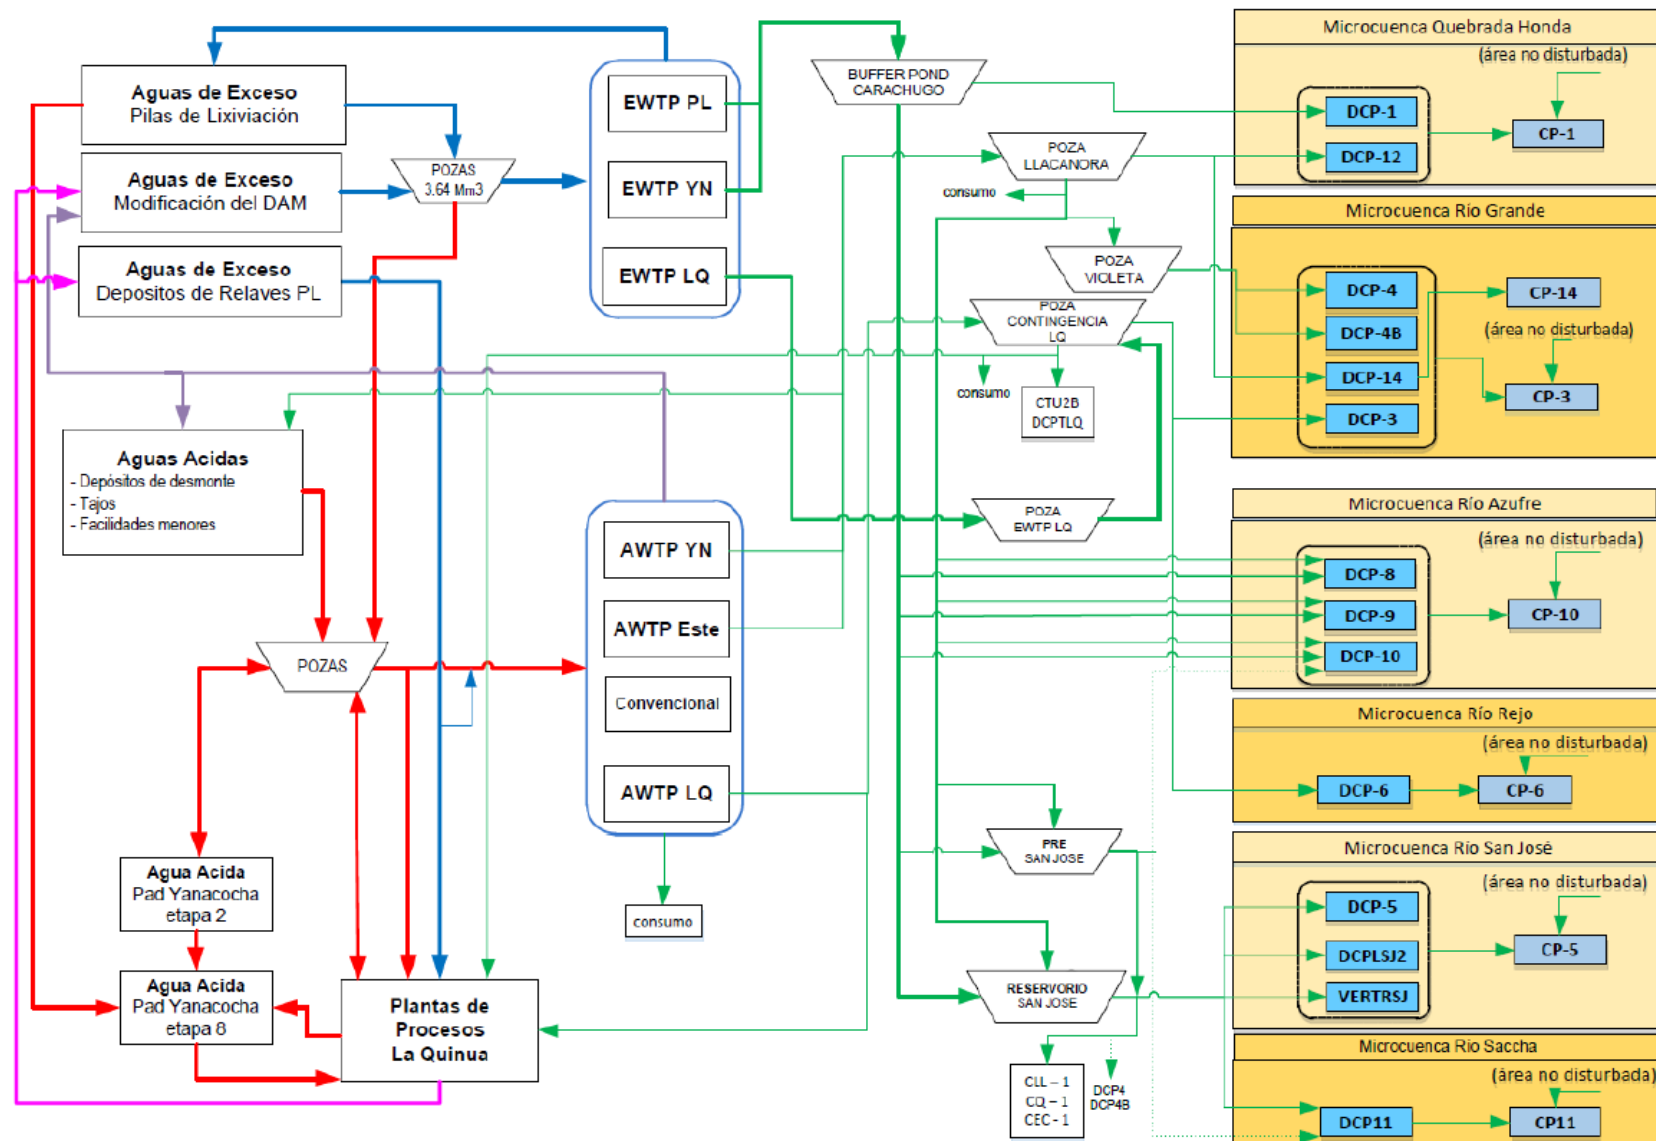 Aguas de Exceso
Pilas de Lixiviación
Aguas de Exceso
Modificación del DAM
Aguas de Exceso
Depositos de Relaves PL
POZAS
3.64 Mm3
EWTP PL
EWTP YN
EWTP LQ
Aguas Acidas
- Depósitos de desmonte
- Tajos
- Facilidades menores
POZAS
AWTP YN
AWTP Este
Convencional
AWTP LQ
consumo
Agua Acida
Pad Yanacocha
etapa 2
Agua Acida
Pad Yanacocha
etapa 8
Plantas de
Procesos
La Quinua
BUFFER POND
CARACHUGO
POZA
LLACANORA
consumo
POZA
VIOLETA
POZA
CONTINGENCIA
LQ
consumo
CTU2B
DCPTLQ
POZA
EWTP LQ
PRE
SAN JOSE
RESERVORIO
SAN JOSE
CLL – 1
CQ – 1
CEC - 1
DCP4
DCP4B
Microcuenca Quebrada Honda
(área no disturbada)
DCP-1
DCP-12
CP-1
Microcuenca Río Grande
DCP-4
DCP-4B
DCP-14
DCP-3
CP-14
(área no disturbada)
CP-3
Microcuenca Río Azufre
(área no disturbada)
DCP-8
DCP-9
DCP-10
CP-10
Microcuenca Río Rejo
(área no disturbada)
DCP-6
CP-6
Microcuenca Río San José
(área no disturbada)
DCP-5
DCPLSJ2
VERTRSJ
CP-5
Microcuenca Río Saccha
(área no disturbada)
DCP11
CP11